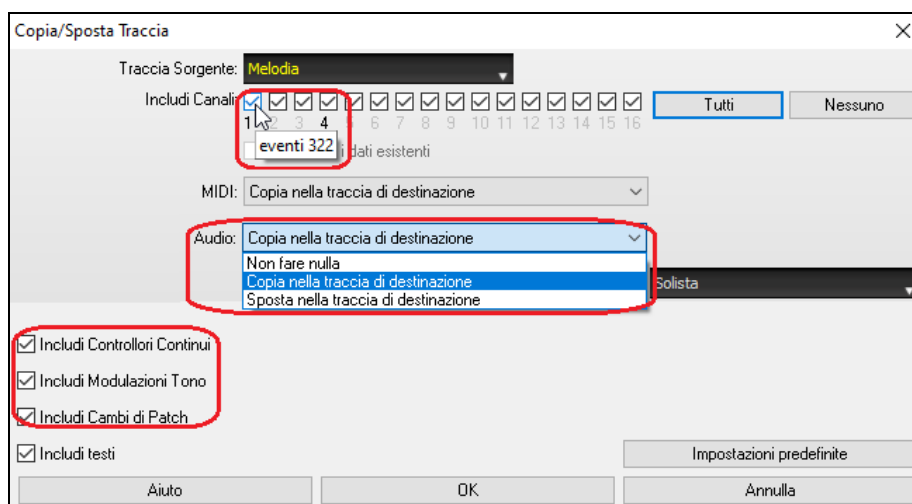 Copia/Sposta Traccia
Traccia Sorgente: Melodia
Includi Canali: Tutti Nessuno
1 2 3 4 5 6 7 8 9 10 11 12 13 14 15 16
eventi 322
i dati esistenti
MIDI: Copia nella traccia di destinazione
Audio: Copia nella traccia di destinazione
Non fare nulla
Copia nella traccia di destinazione
Solista
Sposta nella traccia di destinazione
Includi Controllori Continui
Includi Modulazioni Tono
Includi Cambi di Patch
Includi testi
Impostazioni predefinite
Aiuto OK Annulla